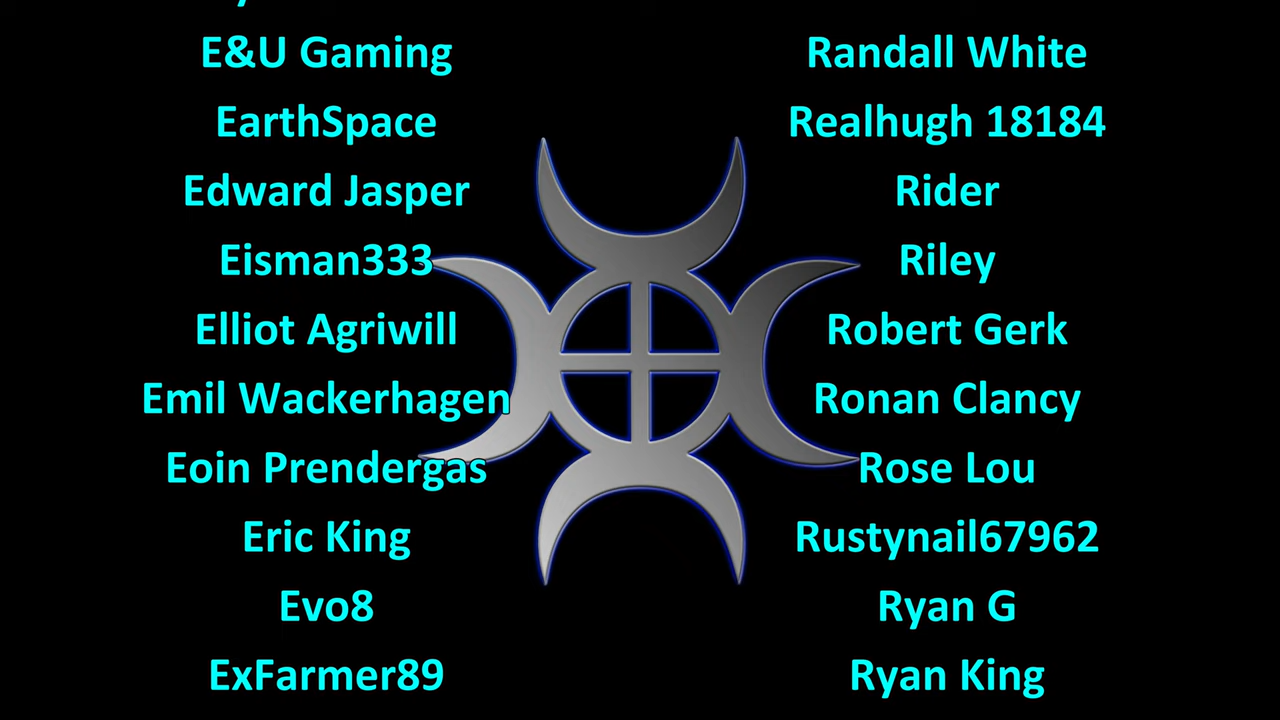 E&U Gaming
EarthSpace
Edward Jasper
Eisman333
Elliot Agriwill
Emil Wackerhagen
Eoin Prendergas
Eric King
Evo8
ExFarmer89
Randall White
Realhugh 18184
Rider
Riley
Robert Gerk
Ronan Clancy
Rose Lou
Rustynail67962
Ryan G
Ryan King